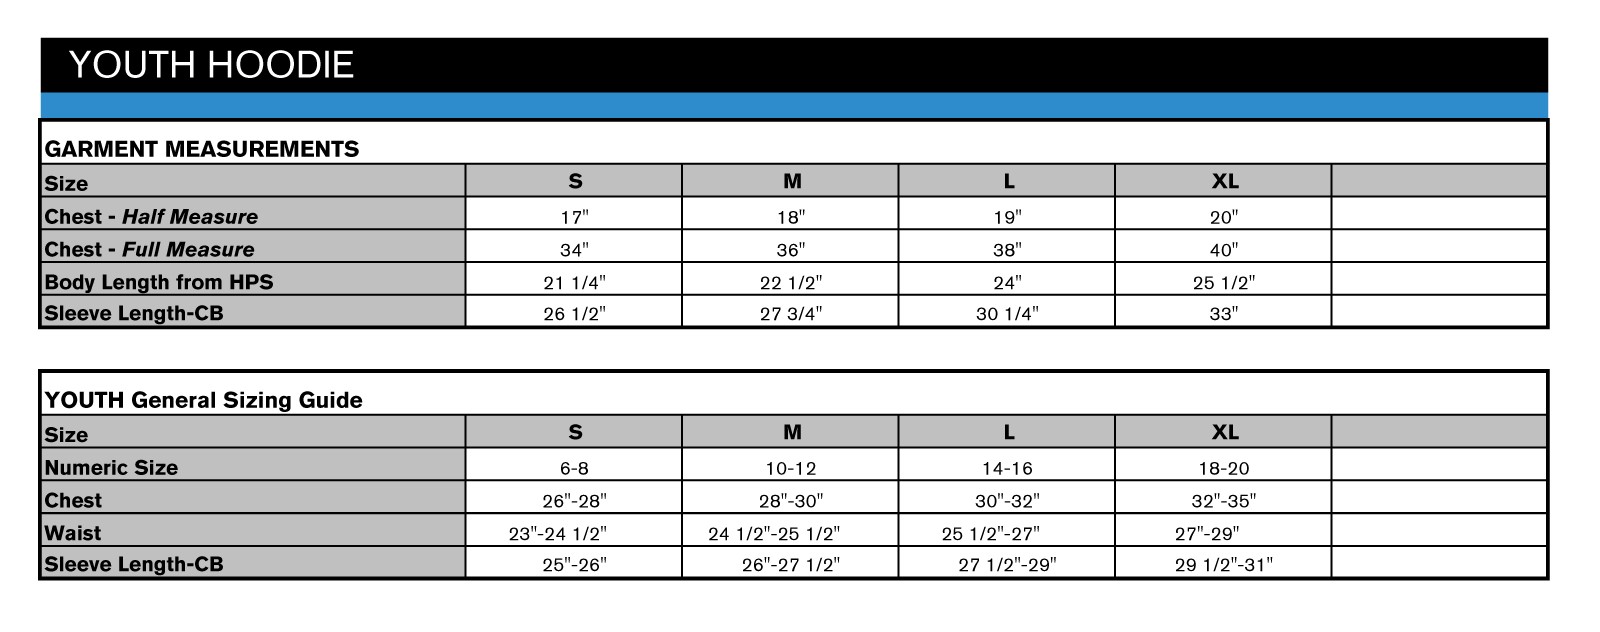 YOUTH HOODIE
GARMENT MEASUREMENTS
Size S M L XL
Chest - Half Measure 17" 18" 19" 20"
Chest - Full Measure 34" 36" 38" 40"
Body Length from HPS 21 1/4" 22 1/2" 24" 25 1/2"
Sleeve Length-CB 26 1/2" 27 3/4" 30 1/4" 33"
YOUTH General Sizing Guide
Size S M L XL
Numeric Size 6-8 10-12 14-16 18-20
Chest 26"-28" 28"-30" 30"-32" 32"-35"
Waist 23"-24 1/2" 24 1/2"-25 1/2" 25 1/2"-27" 27"-29"
Sleeve Length-CB 25"-26" 26"-27 1/2" 27 1/2"-29" 29 1/2"-31"